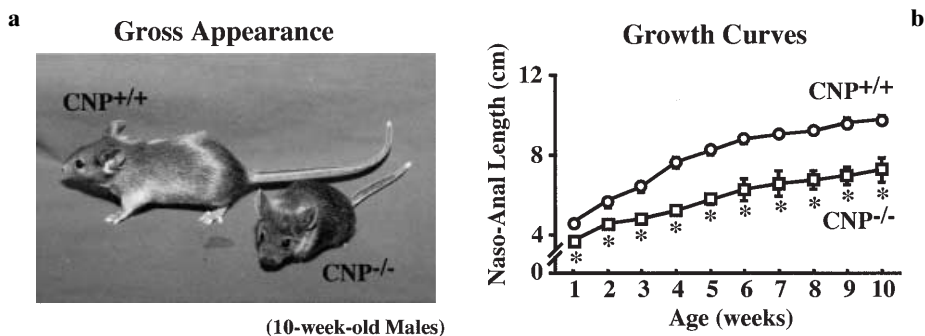 a
Gross Appearance
CNP+/+
CNP-/-
(10-week-old Males)
b
Growth Curves
Naso-Anal Length (cm)
12
8
4
0
CNP+/+
CNP-/-
* * * * * * * * * *
1 2 3 4 5 6 7 8 9 10
Age (weeks)